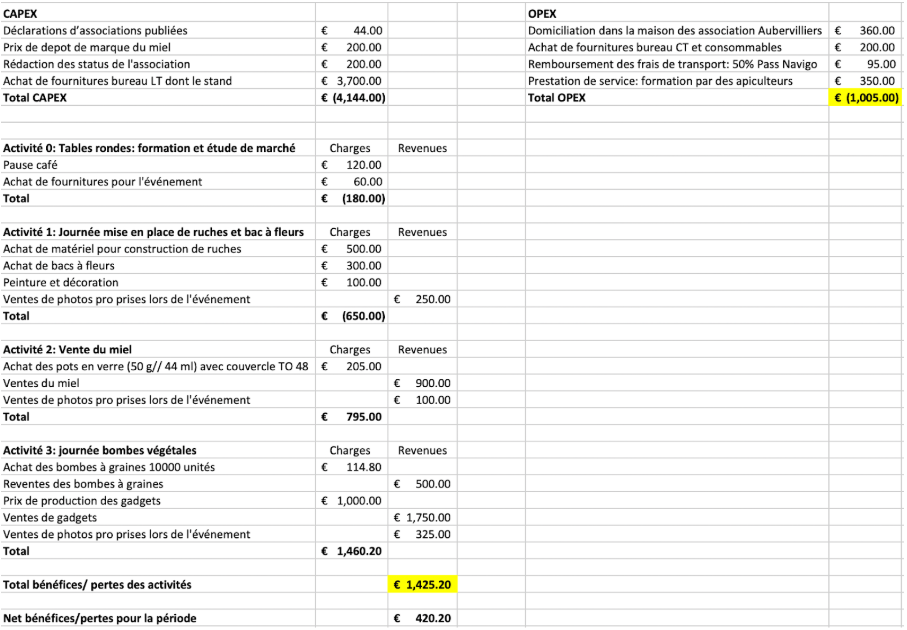 CAPEX OPEX
Déclarations d'associations publiées € 44.00 Domiciliation dans la maison des association Aubervilliers € 360.00
Prix de depot de marque du miel € 200.00 Achat de fournitures bureau CT et consommables € 200.00
Rédaction des status de l'association € 200.00 Remboursement des frais de transport: 50% Pass Navigo € 95.00
Achat de fournitures bureau LT dont le stand € 3,700.00 Prestation de service: formation par des apiculteurs € 350.00
Total CAPEX € (4,144.00) Total OPEX € (1,005.00)
Activité 0: Tables rondes: formation et étude de marché Charges Revenues
Pause café € 120.00
Achat de fournitures pour l'événement € 60.00
Total € (180.00)
Activité 1: Journée mise en place de ruches et bac à fleurs Charges Revenues
Achat de matériel pour construction de ruches € 500.00
Achat de bacs à fleurs € 300.00
Peinture et décoration € 100.00
Ventes de photos pro prises lors de l'événement € 250.00
Total € (650.00)
Activité 2: Vente du miel Charges Revenues
Achat des pots en verre (50 g// 44 ml) avec couvercle TO 48 € 205.00
Ventes du miel € 900.00
Ventes de photos pro prises lors de l'événement € 100.00
Total € 795.00
Activité 3: journée bombes végétales Charges Revenues
Achat des bombes à graines 10000 unités € 114.80
Reventes des bombes à graines € 500.00
Prix de production des gadgets € 1,000.00
Ventes de gadgets € 1,750.00
Ventes de photos pro prises lors de l'événement € 325.00
Total € 1,460.20
Total bénéfices/ pertes des activités € 1,425.20
Net bénéfices/pertes pour la période € 420.20